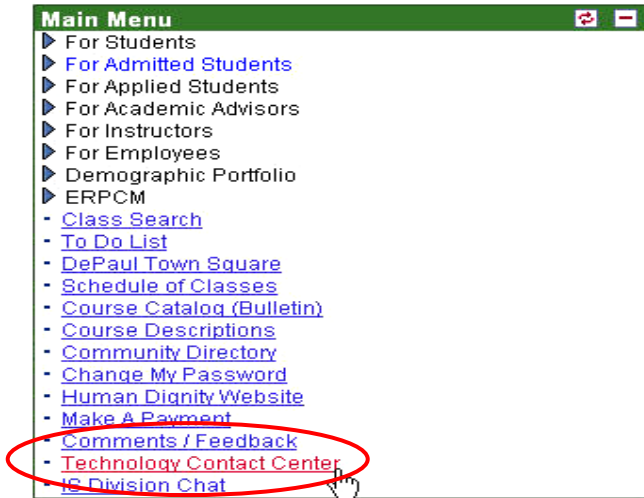 Main Menu
For Students
For Admitted Students
For Applied Students
For Academic Advisors
For Instructors
For Employees
Demographic Portfolio
ERPCM
- Class Search
- To Do List
- DePaul Town Square
- Schedule of Classes
- Course Catalog (Bulletin)
- Course Descriptions
- Community Directory
- Change My Password
- Human Dignity Website
- Make A Payment
- Comments / Feedback
- Technology Contact Center
- IS Division Chat